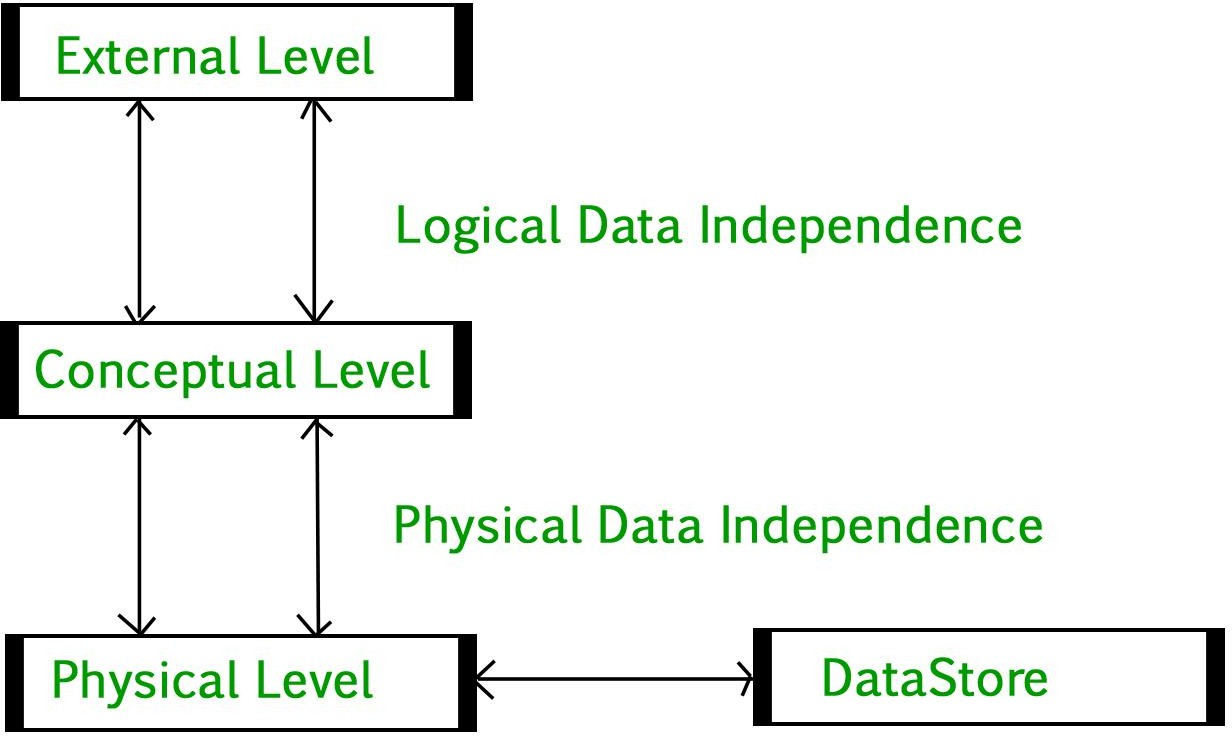 External Level
Logical Data Independence
Conceptual Level
Physical Data Independence
Physical Level
DataStore